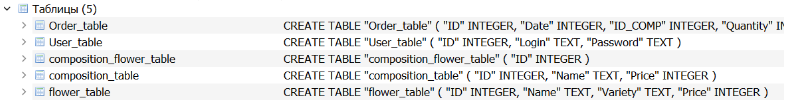 Таблицы (5)
Order_table CREATE TABLE "Order_table" ( "ID" INTEGER, "Date" INTEGER, "ID_COMP" INTEGER, "Quantity" IN
User_table CREATE TABLE "User_table" ( "ID" INTEGER, "Login" TEXT, "Password" TEXT )
composition_flower_table CREATE TABLE "composition_flower_table" ( "ID" INTEGER )
composition_table CREATE TABLE "composition_table" ( "ID" INTEGER, "Name" TEXT, "Price" INTEGER )
flower_table CREATE TABLE "flower_table" ( "ID" INTEGER, "Name" TEXT, "Variety" TEXT, "Price" INTEGER )